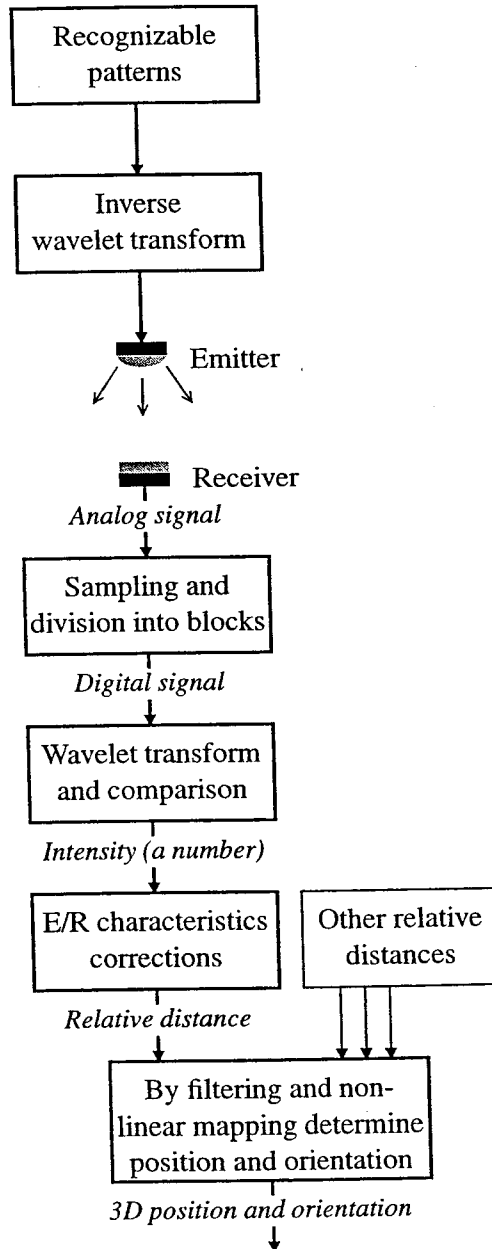 Recognizable
patterns
Inverse
wavelet transform
Emitter
Receiver
Analog signal
Sampling and
division into blocks
Digital signal
Wavelet transform
and comparison
Intensity (a number)
E/R characteristics
corrections
Other relative
distances
Relative distance
By filtering and non-
linear mapping determine
position and orientation
3D position and orientation